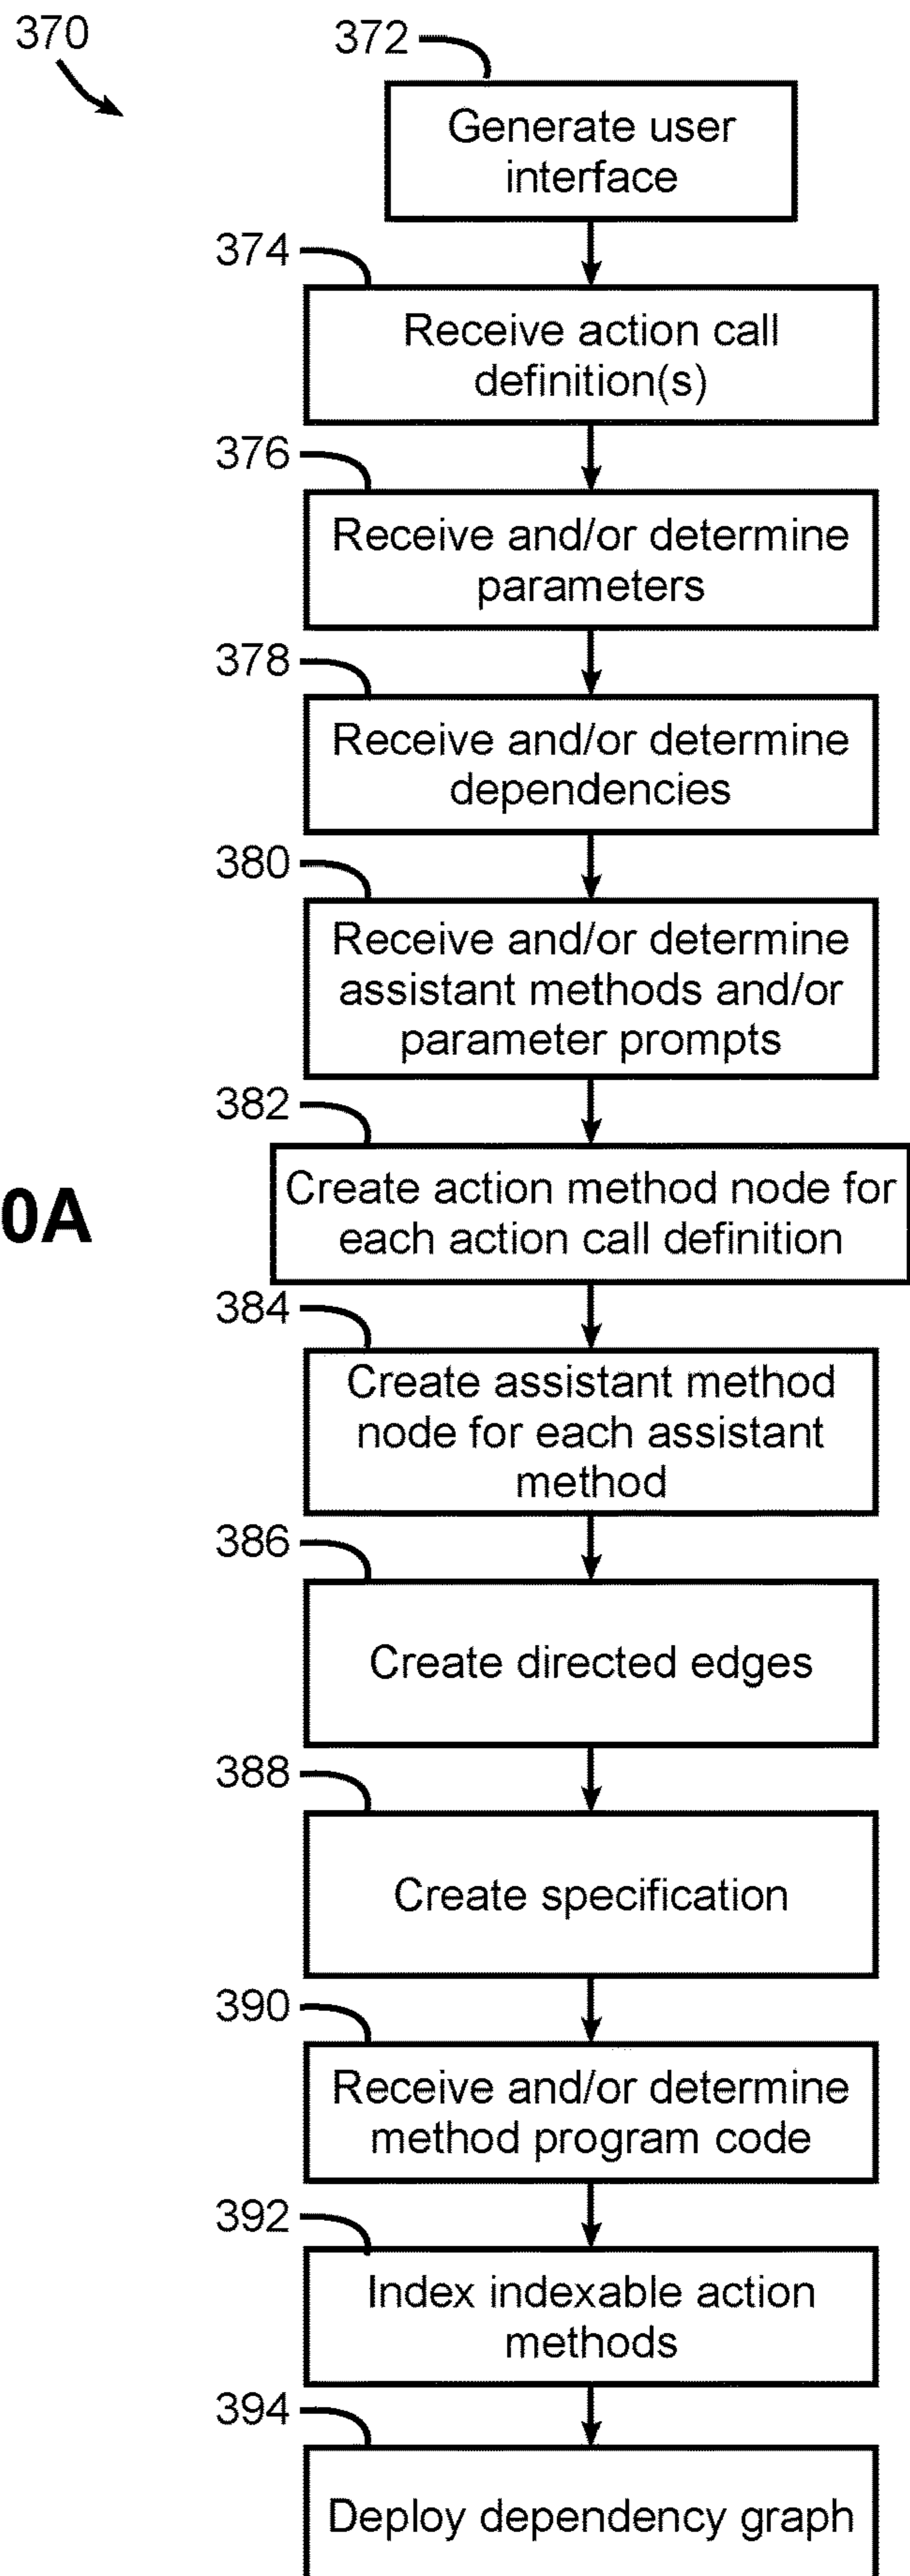 370
372
Generate user
interface
374
Receive action call
definition(s)
376
Receive and/or determine
parameters
378
Receive and/or determine
dependencies
380
Receive and/or determine
assistant methods and/or
parameter prompts
382
Create action method node for
each action call definition
0A
384
Create assistant method
node for each assistant
method
386
Create directed edges
388
Create specification
390
Receive and/or determine
method program code
392
Index indexable action
methods
394
Deploy dependency graph